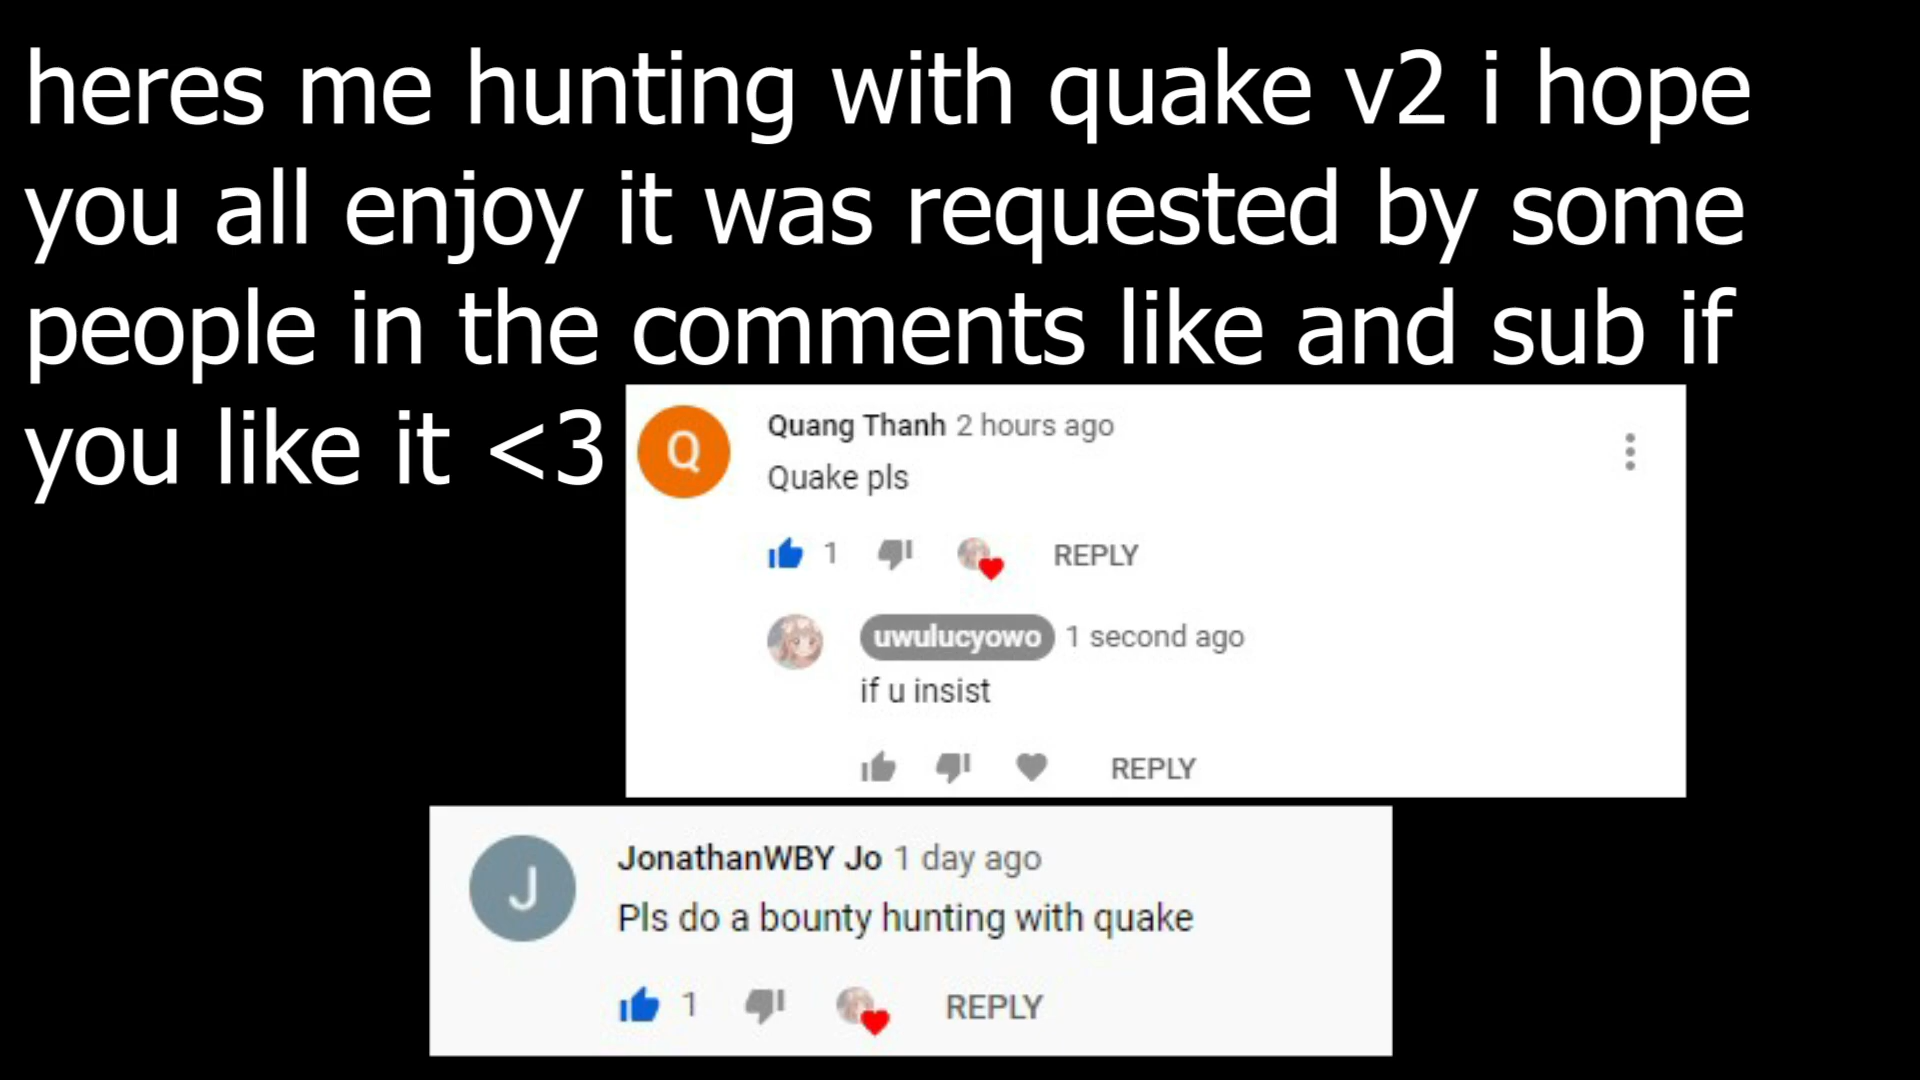 heres me hunting with quake v2 i hope
you all enjoy it was requested by some
people in the comments like and sub if
you like it <3
Q
Quang Thanh 2 hours ago
Quake pls
1
REPLY
uwulucyowo 1 second ago
if u insist
REPLY
J
JonathanWBY Jo 1 day ago
Pls do a bounty hunting with quake
1
REPLY